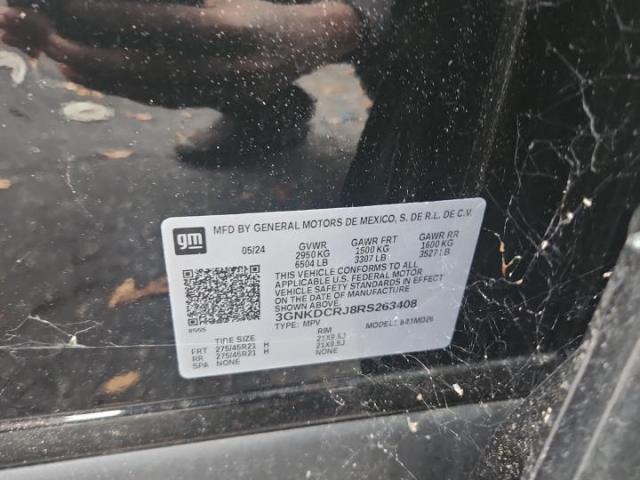 gm
MFD BY GENERAL MOTORS DE MEXICO, S. DE R.L. DE C.V.
05/24 GVWR GAWR FRT GAWR RR
2950 KG 1500 KG 1600 KG
6504 LB 3307 LB 3527 LB
THIS VEHICLE CONFORMS TO ALL
APPLICABLE U.S. FEDERAL MOTOR
VEHICLE SAFETY STANDARDS IN EFFECT ON DATE OF MANUFACTURE
SHOWN ABOVE.
3GNKDCRJ8RS263408
TYPE: MPV MODEL:
TIRE SIZE RIM
FRT 275/45R21 H 21X9.5J
RR 275/45R21 H 21X9.5J
SPA NONE NONE